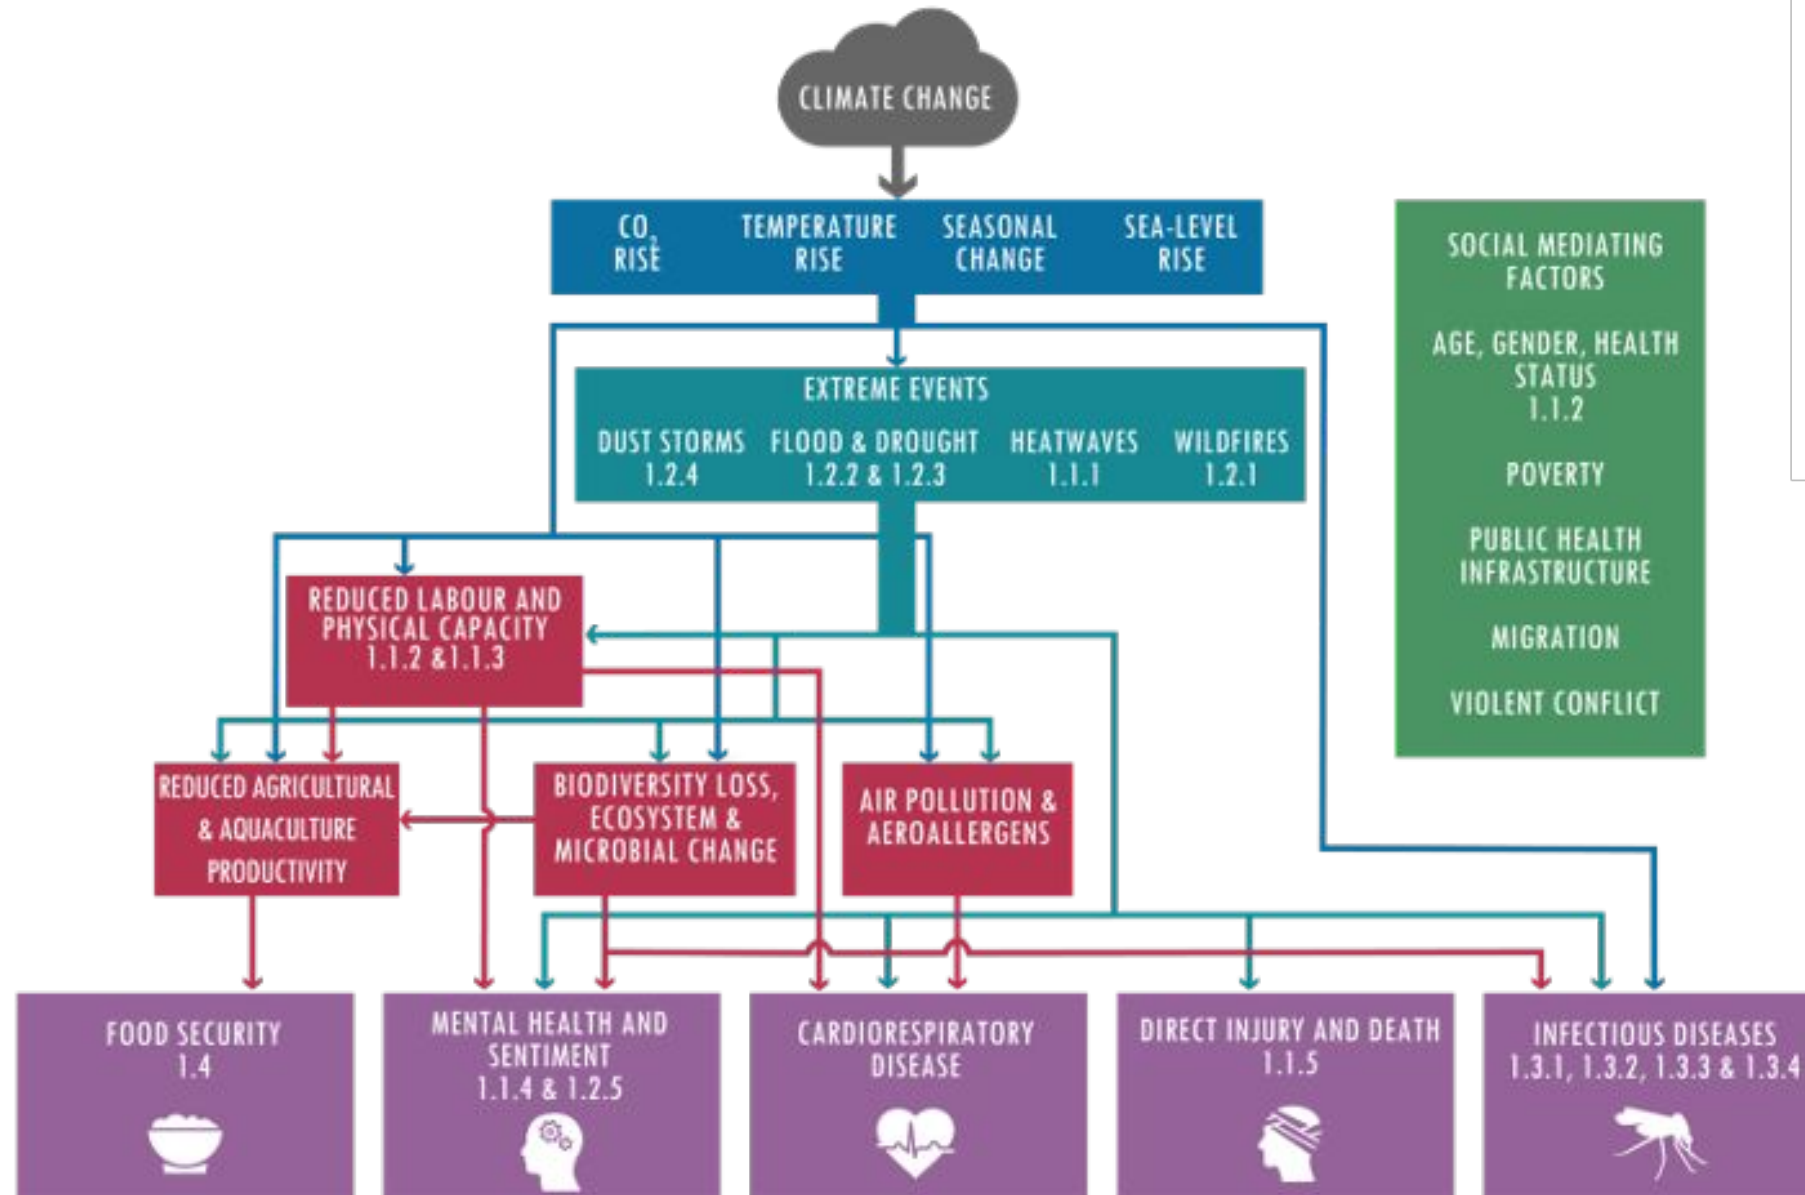 CLIMATE CHANGE
CO₂
RISE
TEMPERATURE
RISE
SEASONAL
CHANGE
SEA-LEVEL
RISE
SOCIAL MEDIATING
FACTORS
AGE, GENDER, HEALTH
STATUS
1.1.2
POVERTY
PUBLIC HEALTH
INFRASTRUCTURE
MIGRATION
VIOLENT CONFLICT
EXTREME EVENTS
DUST STORMS
1.2.4
FLOOD & DROUGHT
1.2.2 & 1.2.3
HEATWAVES
1.1.1
WILDFIRES
1.2.1
REDUCED LABOUR AND
PHYSICAL CAPACITY
1.1.2 &1.1.3
REDUCED AGRICULTURAL
& AQUACULTURE
PRODUCTIVITY
BIODIVERSITY LOSS,
ECOSYSTEM &
MICROBIAL CHANGE
AIR POLLUTION &
AEROALLERGENS
FOOD SECURITY
1.4
MENTAL HEALTH AND
SENTIMENT
1.1.4 & 1.2.5
CARDIORESPIRATORY
DISEASE
DIRECT INJURY AND DEATH
1.1.5
INFECTIOUS DISEASES
1.3.1, 1.3.2, 1.3.3 & 1.3.4